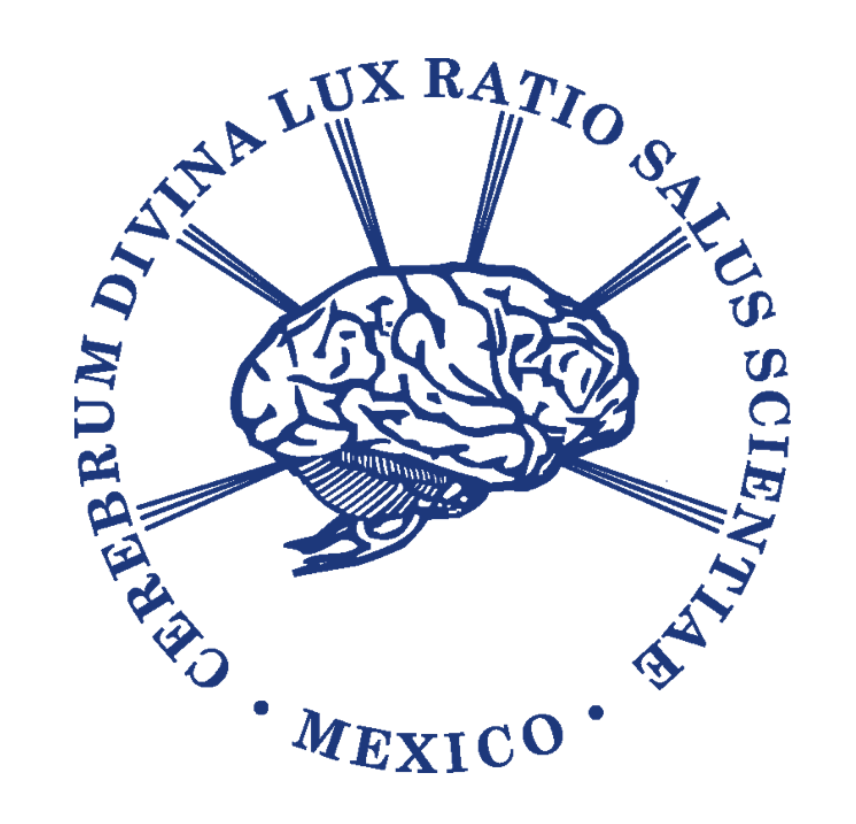 CEREBRUM DIVINA LUX RATIO SALUS SCIENTIAE
• MEXICO •